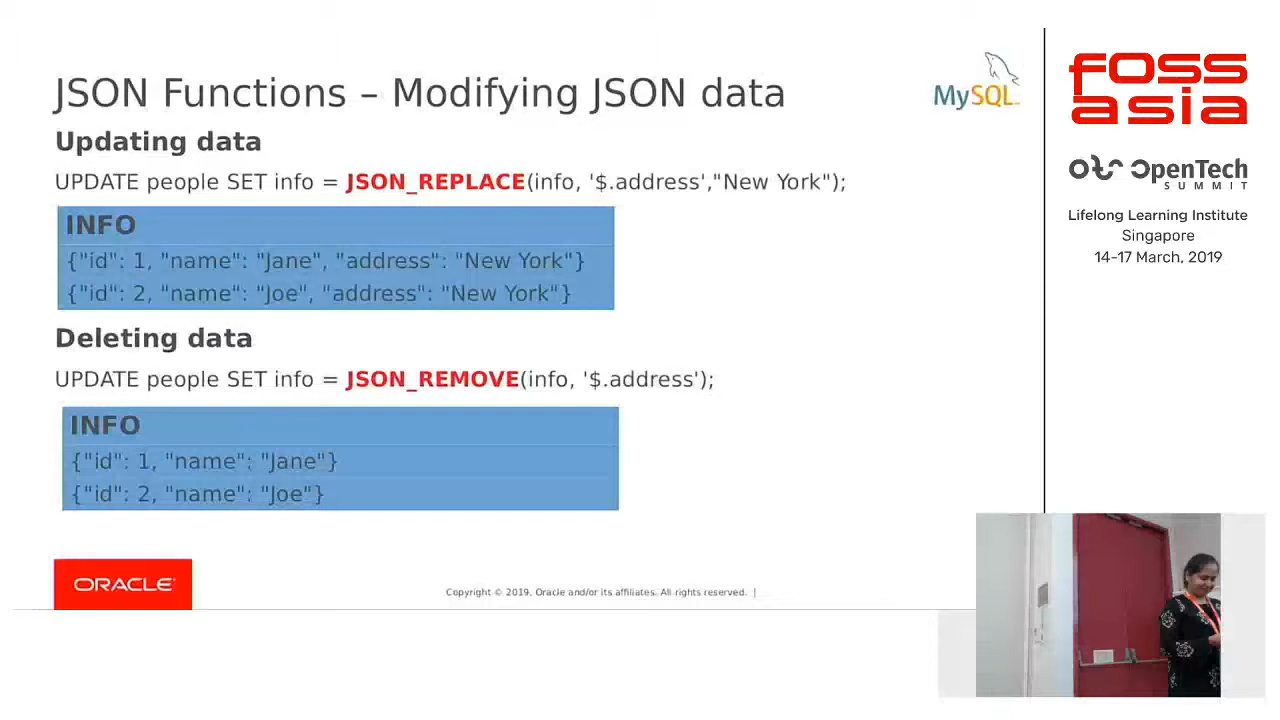 JSON Functions – Modifying JSON data
MySQL™
Updating data
UPDATE people SET info = JSON_REPLACE(info, '$.address',"New York");
INFO
{"id": 1, "name": "Jane", "address": "New York"}
{"id": 2, "name": "Joe", "address": "New York"}
Deleting data
UPDATE people SET info = JSON_REMOVE(info, '$.address');
INFO
{"id": 1, "name": "Jane"}
{"id": 2, "name": "Joe"}
ORACLE
Copyright © 2019, Oracle and/or its affiliates. All rights reserved. |
FOSS
asia
OpenTech
SUMMIT
Lifelong Learning Institute
Singapore
14-17 March, 2019